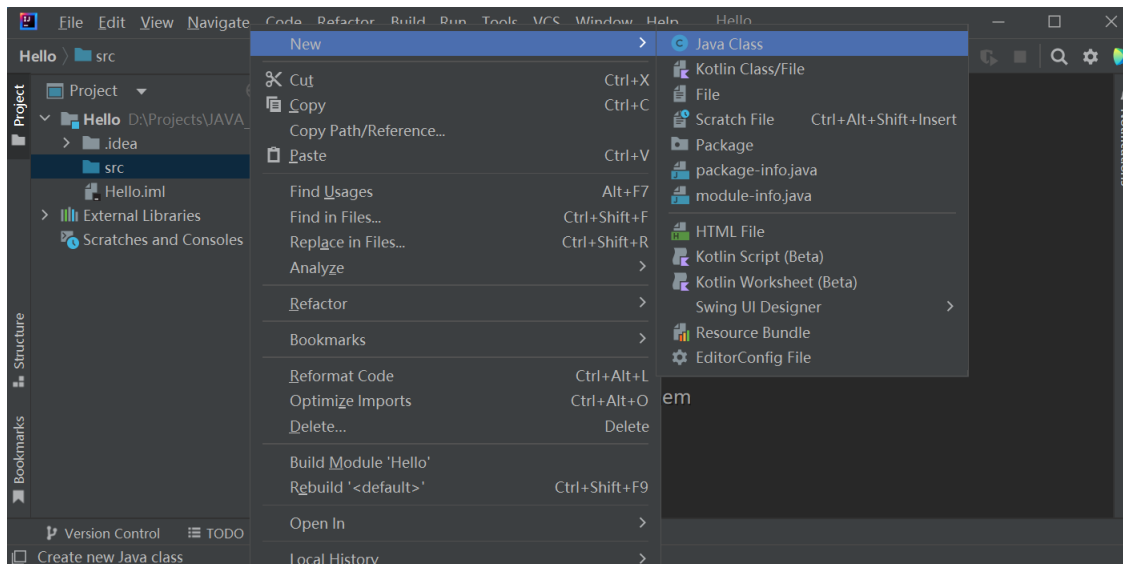 File Edit View Navigate Code Refactor Build Run Tools VCS Window Help Hello
Hello src
Project
Project
Hello D:\Projects\JAVA_
.idea
src
Hello.iml
External Libraries
Scratches and Consoles
Structure
Bookmarks
New
Cut Ctrl+X
Copy Ctrl+C
Copy Path/Reference...
Paste Ctrl+V
Find Usages Alt+F7
Find in Files... Ctrl+Shift+F
Replace in Files... Ctrl+Shift+R
Analyze
Refactor
Bookmarks
Reformat Code Ctrl+Alt+L
Optimize Imports Ctrl+Alt+O
Delete... Delete
Build Module 'Hello'
Rebuild '<default>' Ctrl+Shift+F9
Open In
Local History
Java Class
Kotlin Class/File
File
Scratch File Ctrl+Alt+Shift+Insert
Package
package-info.java
module-info.java
HTML File
Kotlin Script (Beta)
Kotlin Worksheet (Beta)
Swing UI Designer
Resource Bundle
EditorConfig File
em
Version Control TODO
Create new Java class